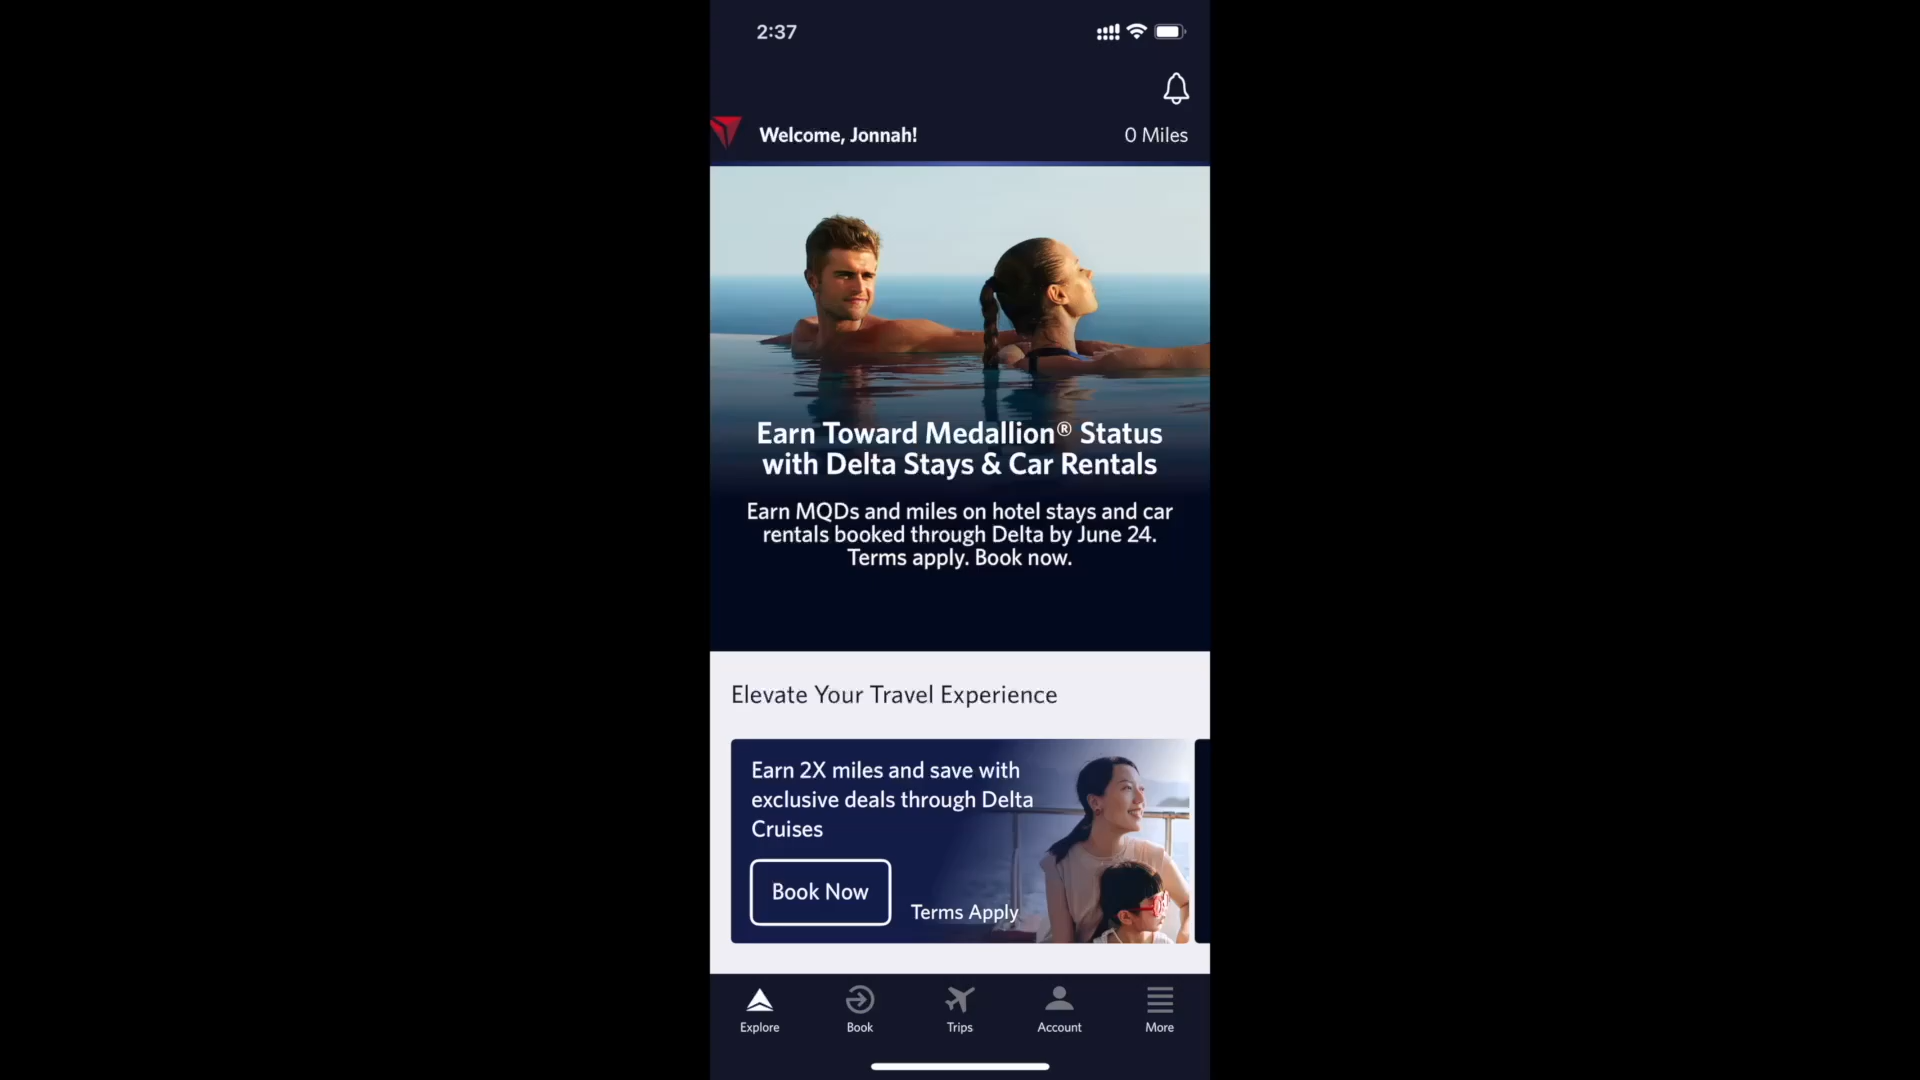 2:37
Welcome, Jonnah!
0 Miles
Earn Toward Medallion® Status
with Delta Stays & Car Rentals
Earn MQDs and miles on hotel stays and car
rentals booked through Delta by June 24.
Terms apply. Book now.
Elevate Your Travel Experience
Earn 2X miles and save with
exclusive deals through Delta
Cruises
Book Now
Terms Apply
Explore
Book
Trips
Account
More